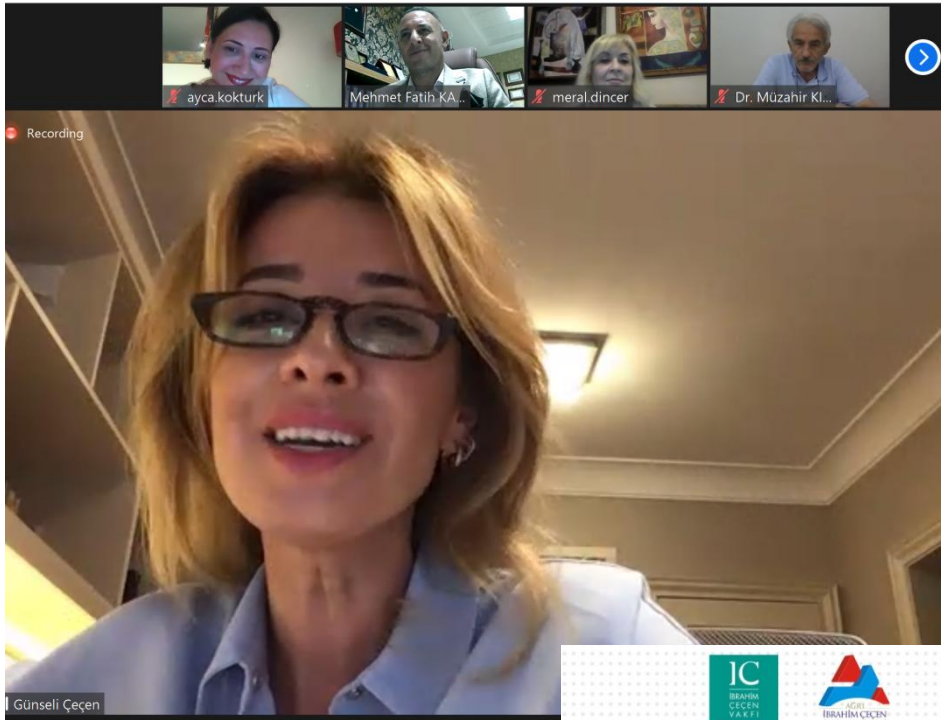 ayca.kokturk
Mehmet Fatih KA...
meral.dincer
Dr. Müzahir KI...
Recording
Günseli Çeçen
IC
İBRAHİM
ÇEÇEN
VAKFI
AĞRI
İBRAHİM ÇEÇEN